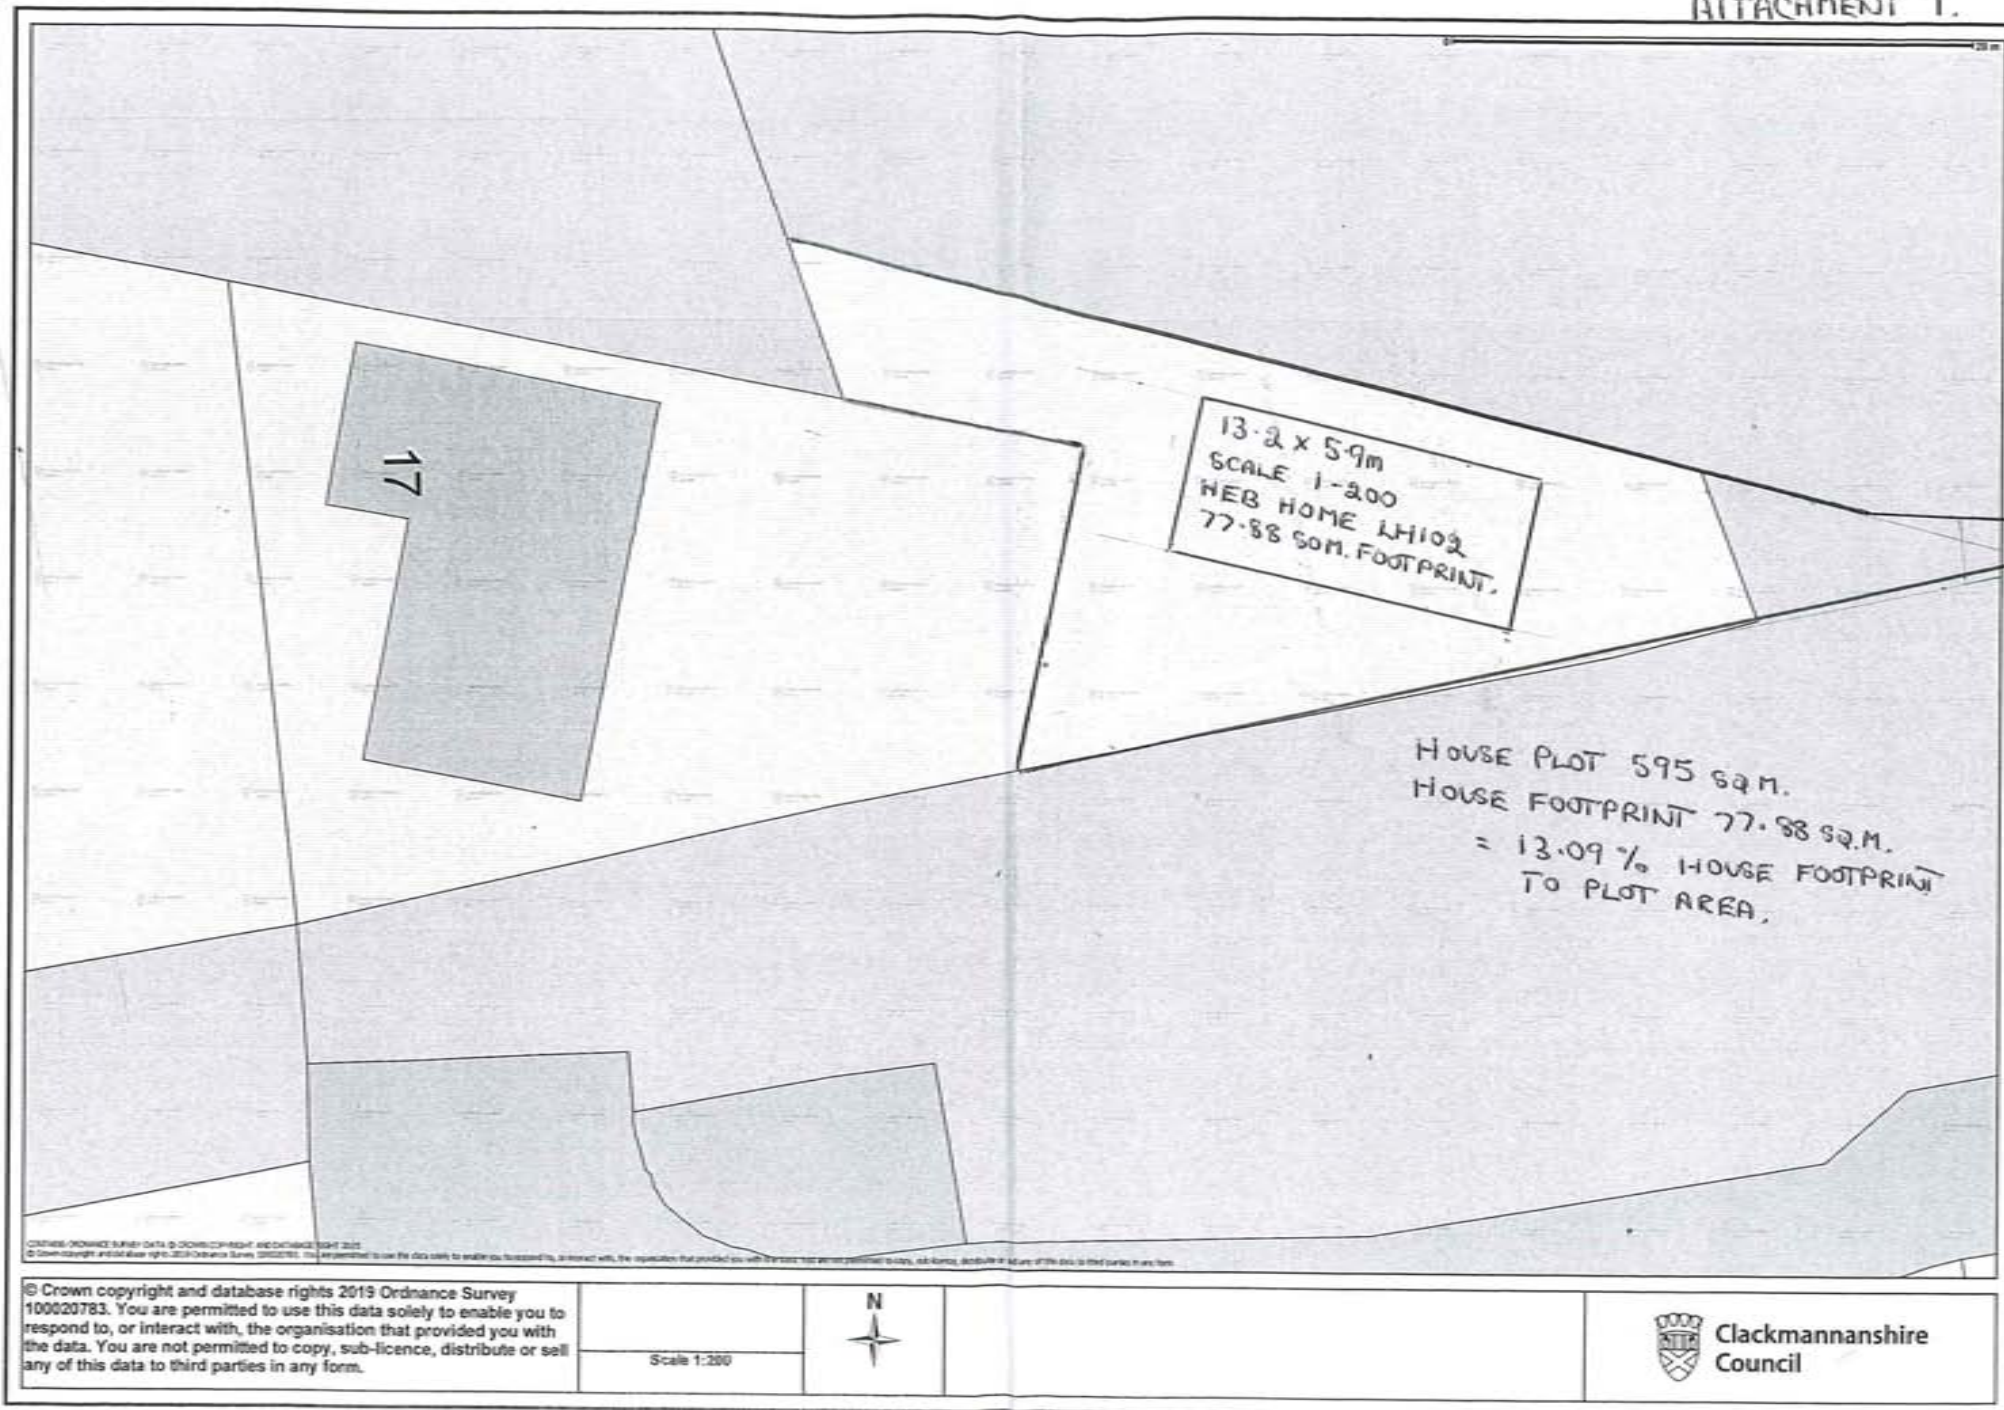 ATTACHMENT 1.
0 20 m
17
13.2 x 5.9m
SCALE 1-200
HEB HOME LH102
77.88 SQM. FOOTPRINT.
HOUSE PLOT 595 SQ M.
HOUSE FOOTPRINT 77.88 SQ.M.
= 13.09 % HOUSE FOOTPRINT
TO PLOT AREA.
© Crown copyright and database rights 2019 Ordnance Survey
100020783. You are permitted to use this data solely to enable you to
respond to, or interact with, the organisation that provided you with
the data. You are not permitted to copy, sub-licence, distribute or sell
any of this data to third parties in any form.
Scale 1:200
N
Clackmannanshire
Council